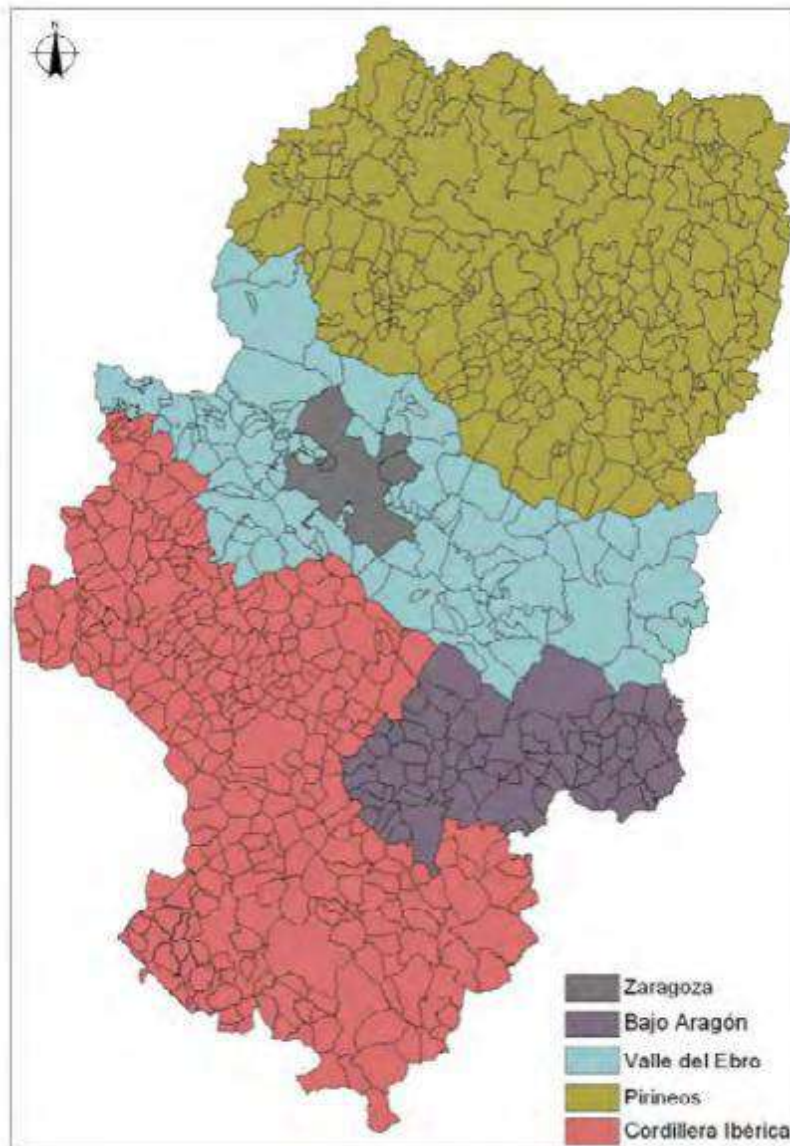 N
Zaragoza
Bajo Aragón
Valle del Ebro
Pirineos
Cordillera Ibérica